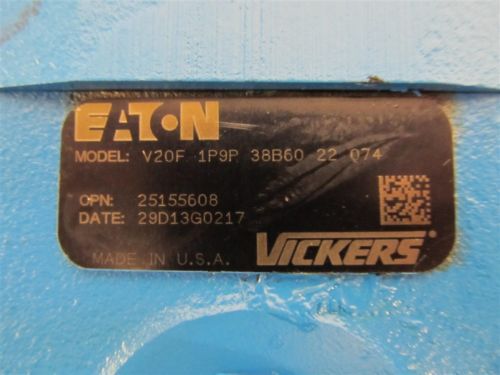 EATON
MODEL: V20F 1P9P 38B60 22 074
OPN: 25155608
DATE: 29D13G0217
MADE IN U.S.A.
VICKERS